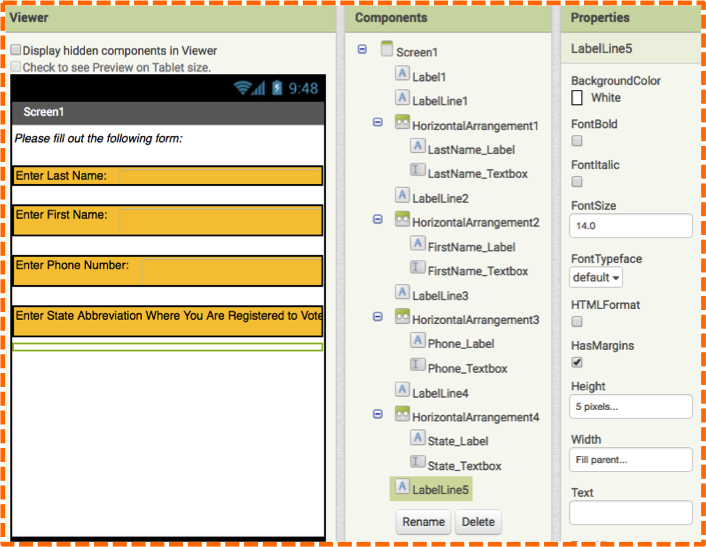 Viewer
Display hidden components in Viewer
Check to see Preview on Tablet size.
9:48
Screen1
Please fill out the following form:
Enter Last Name:
Enter First Name:
Enter Phone Number:
Enter State Abbreviation Where You Are Registered to Vote
Components
Screen1
A Label1
A LabelLine1
HorizontalArrangement1
A LastName_Label
LastName_Textbox
A LabelLine2
HorizontalArrangement2
A FirstName_Label
FirstName_Textbox
A LabelLine3
HorizontalArrangement3
A Phone_Label
Phone_Textbox
A LabelLine4
HorizontalArrangement4
A State_Label
State_Textbox
A LabelLine5
Rename Delete
Properties
LabelLine5
BackgroundColor
White
FontBold
FontItalic
FontSize
14.0
FontTypeface
default
HTMLFormat
HasMargins
Height
5 pixels...
Width
Fill parent...
Text